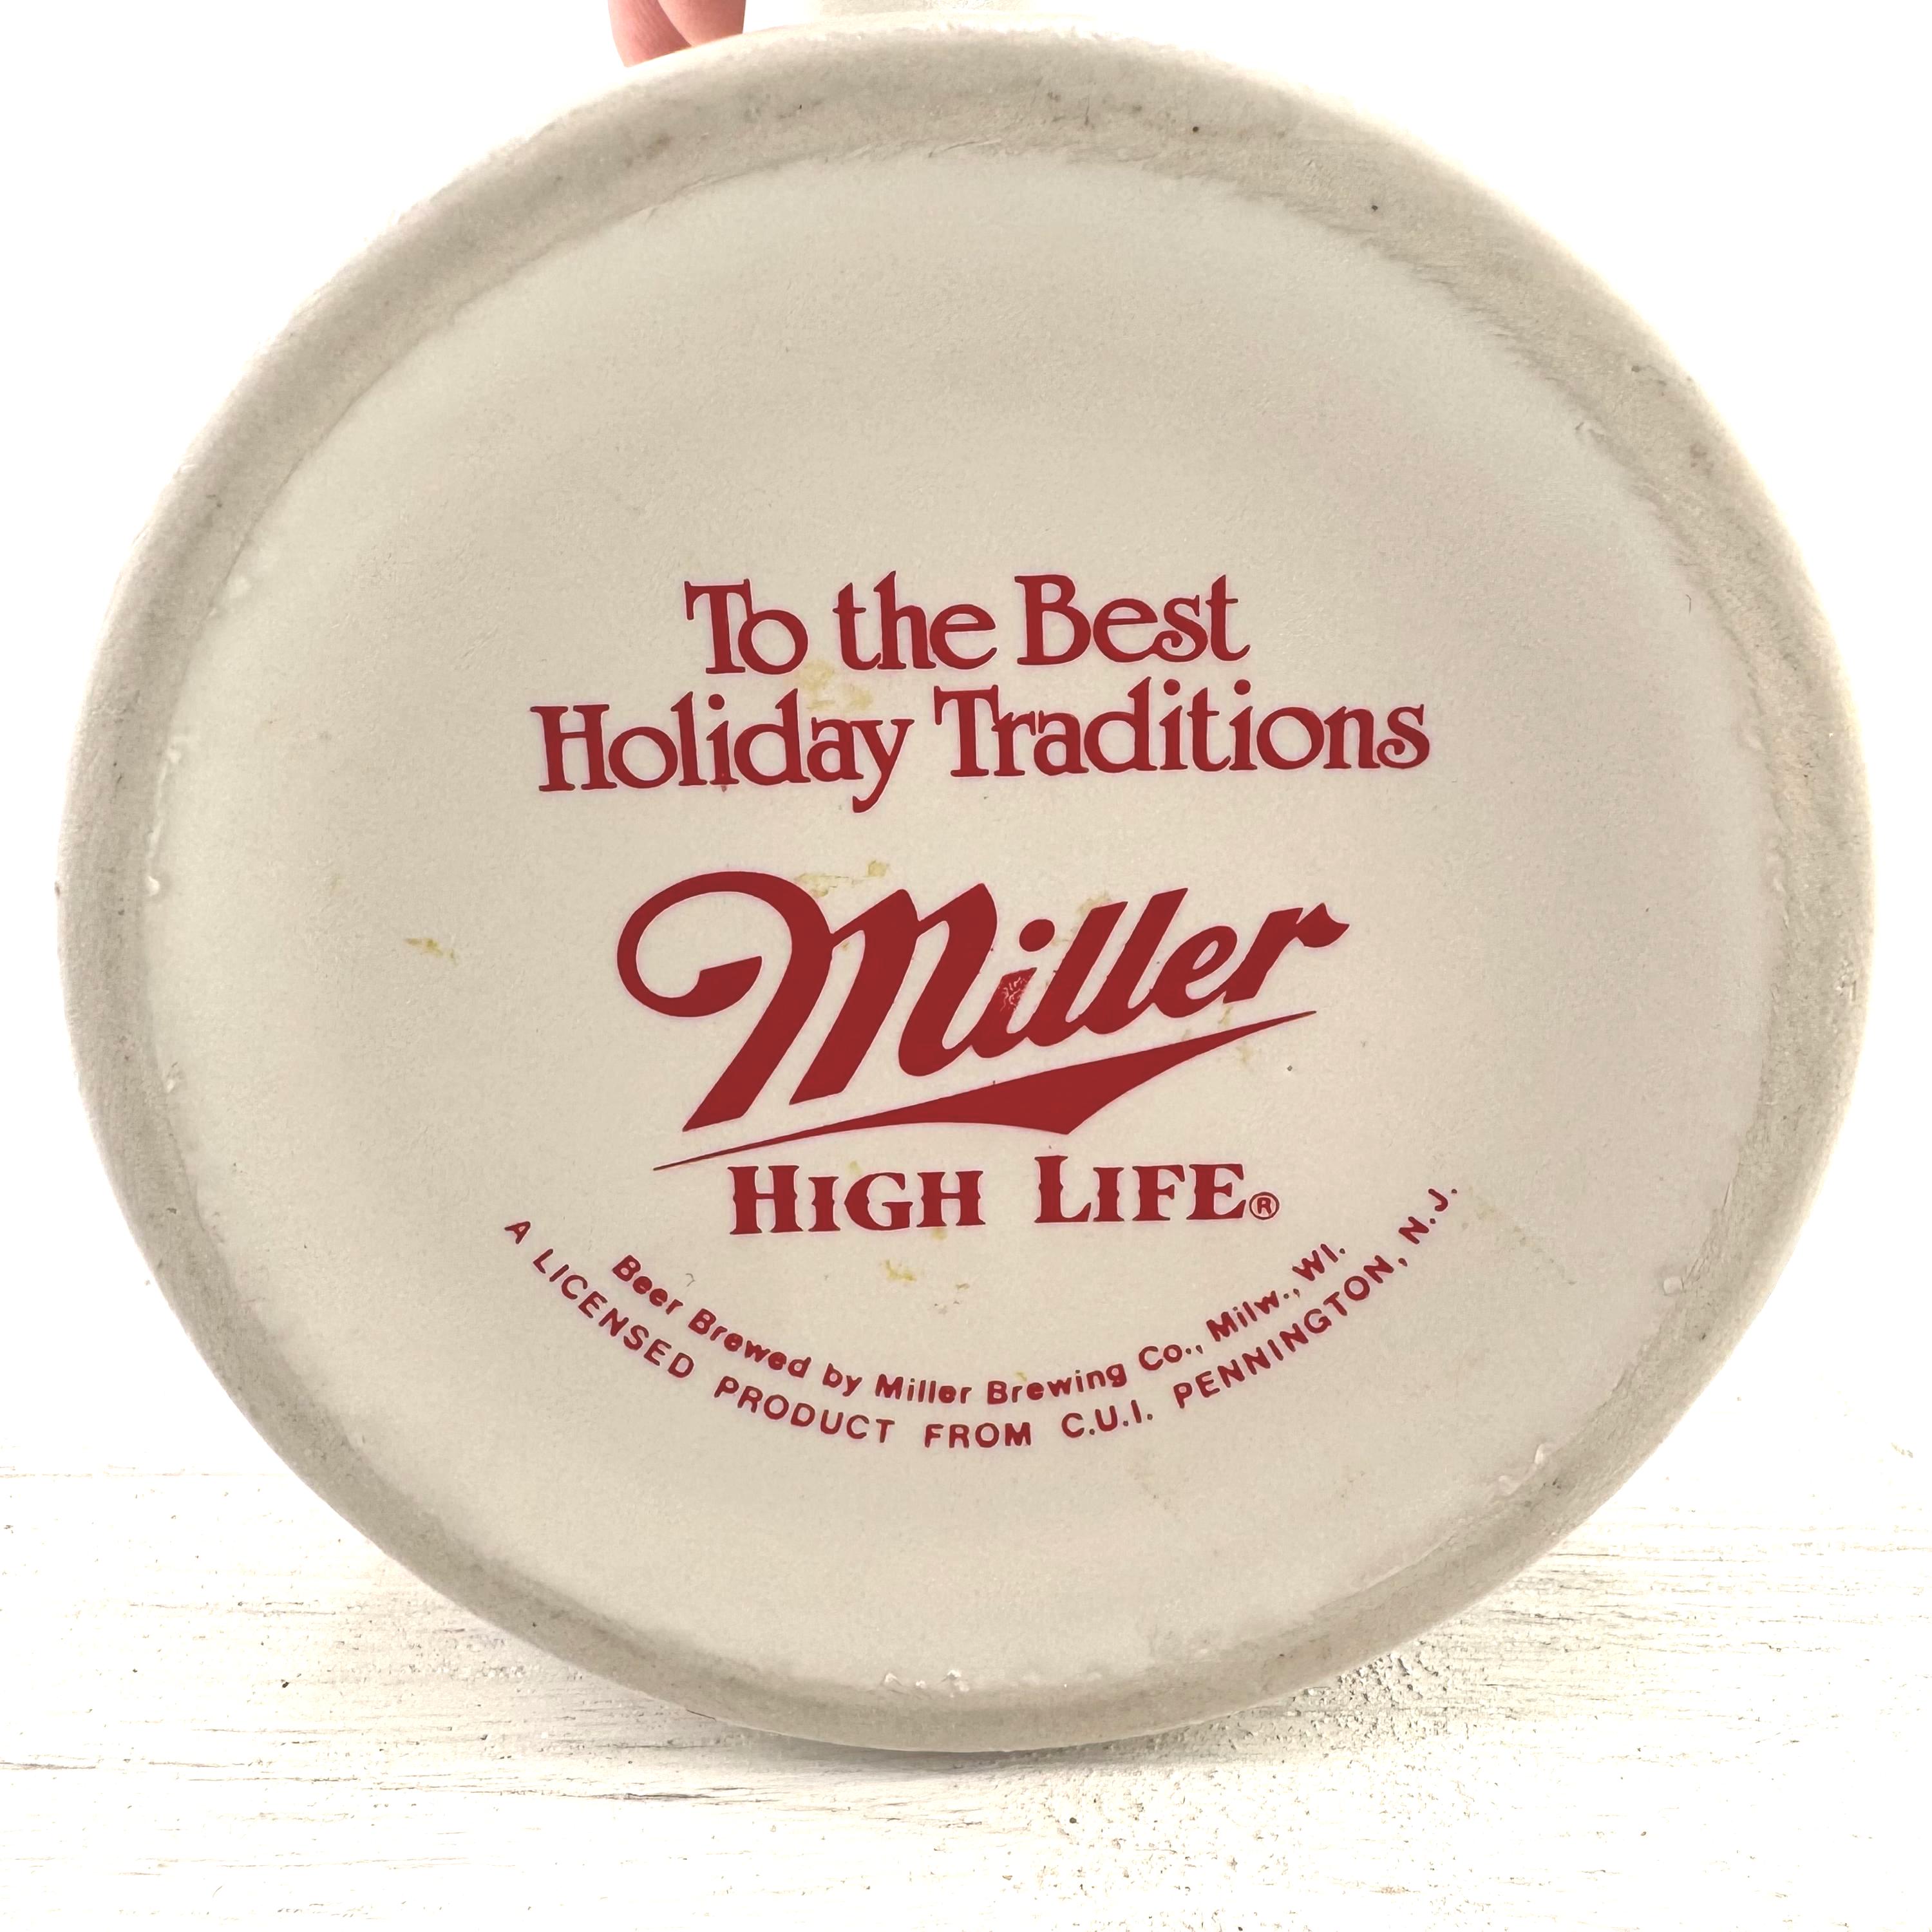 To the Best
Holiday Traditions
Miller
HIGH LIFE®
Beer Brewed by Miller Brewing Co., Milw., WI.
A LICENSED PRODUCT FROM C.U.I. PENNINGTON, N.J.